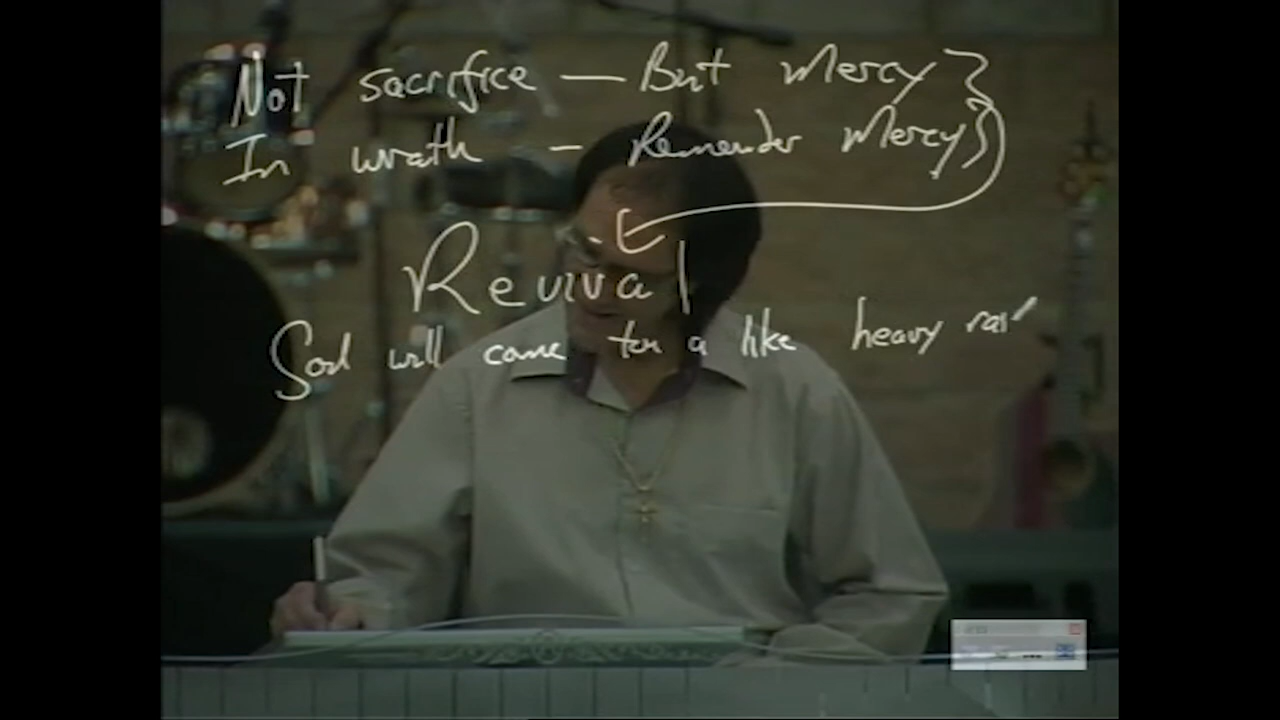 Not sacrifice — But Mercy }
In wrath — Remember Mercy }
Revival
God will come to a like heavy rai